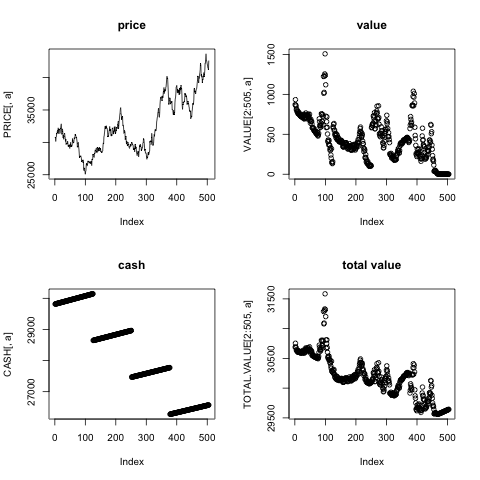 price
PRICE[, a]
25000 35000
0 100 200 300 400 500
Index
value
VALUE[2:505, a]
0 500 1000 1500
0 100 200 300 400 500
Index
cash
CASH[, a]
27000 29000
0 100 200 300 400 500
Index
total value
TOTAL.VALUE[2:505, a]
29500 30500 31500
0 100 200 300 400 500
Index